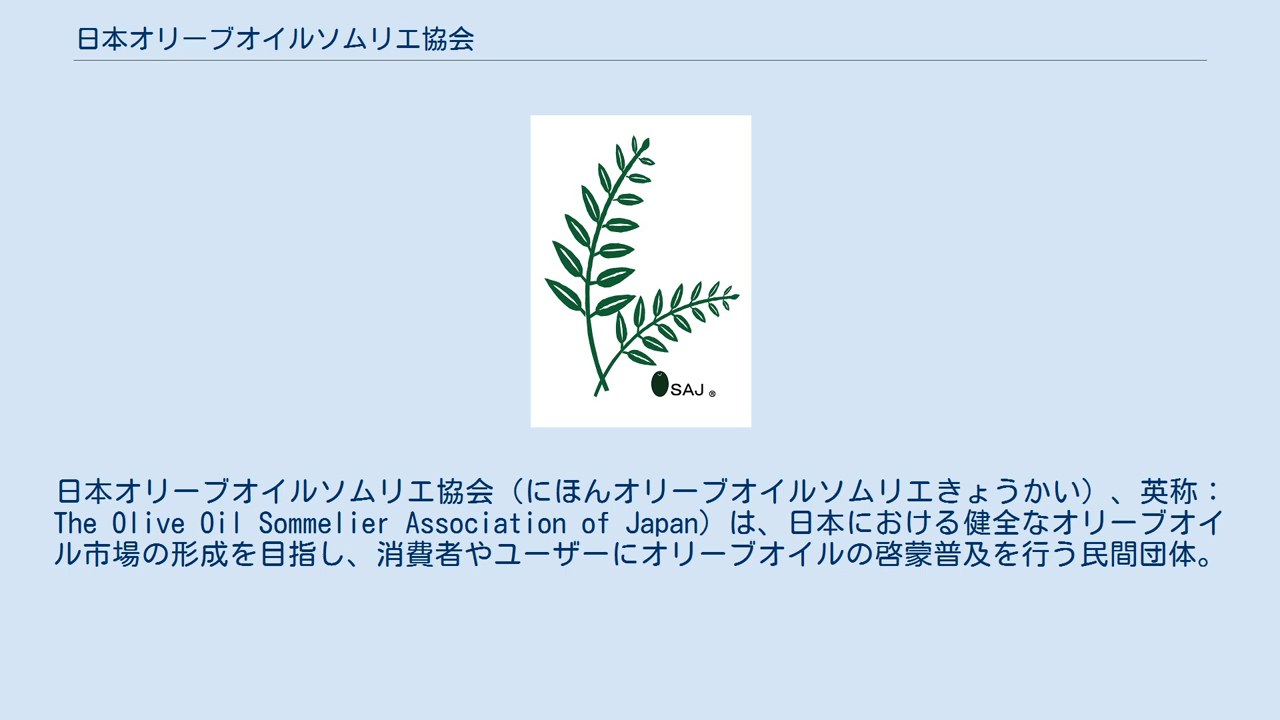 日本オリーブオイルソムリエ協会
SAJ ®
日本オリーブオイルソムリエ協会（にほんオリーブオイルソムリエきょうかい）、英称：
The Olive Oil Sommelier Association of Japan）は、日本における健全なオリーブオイ
ル市場の形成を目指し、消費者やユーザーにオリーブオイルの啓蒙普及を行う民間団体。